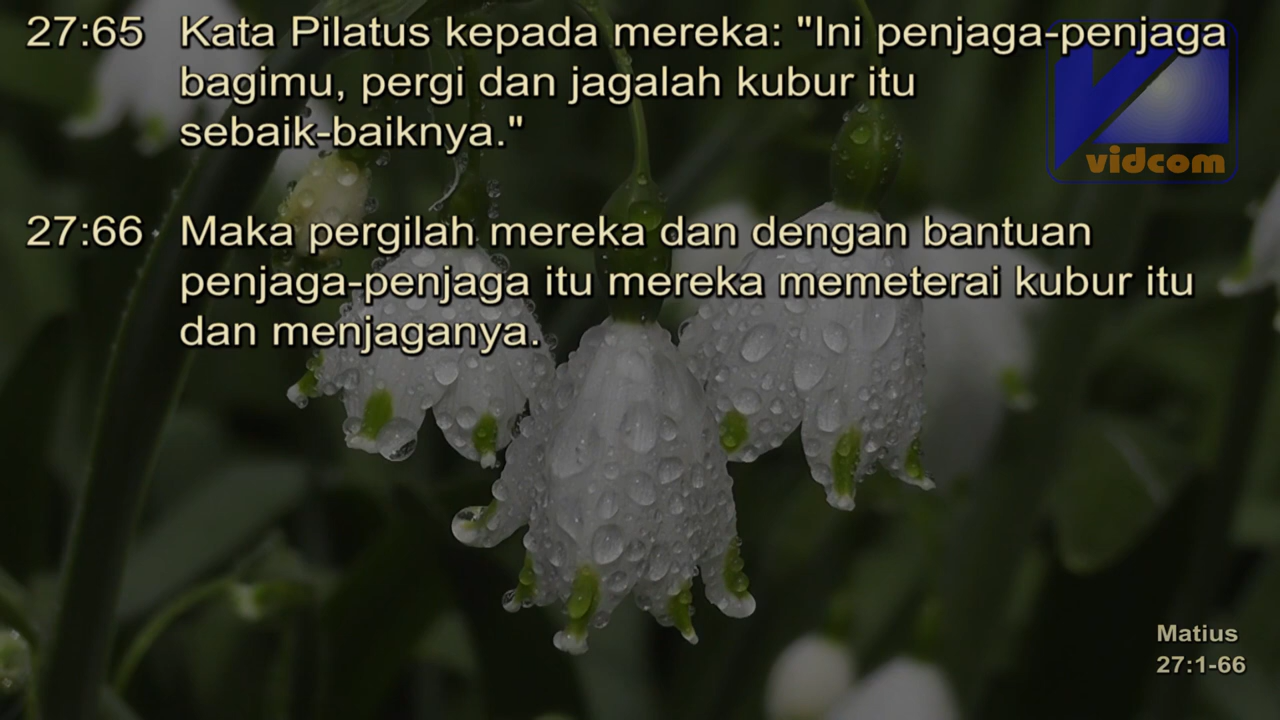 27:65 Kata Pilatus kepada mereka: "Ini penjaga-penjaga
bagimu, pergi dan jagalah kubur itu
sebaik-baiknya."
27:66 Maka pergilah mereka dan dengan bantuan
penjaga-penjaga itu mereka memeterai kubur itu
dan menjaganya.
vidcom
Matius
27:1-66